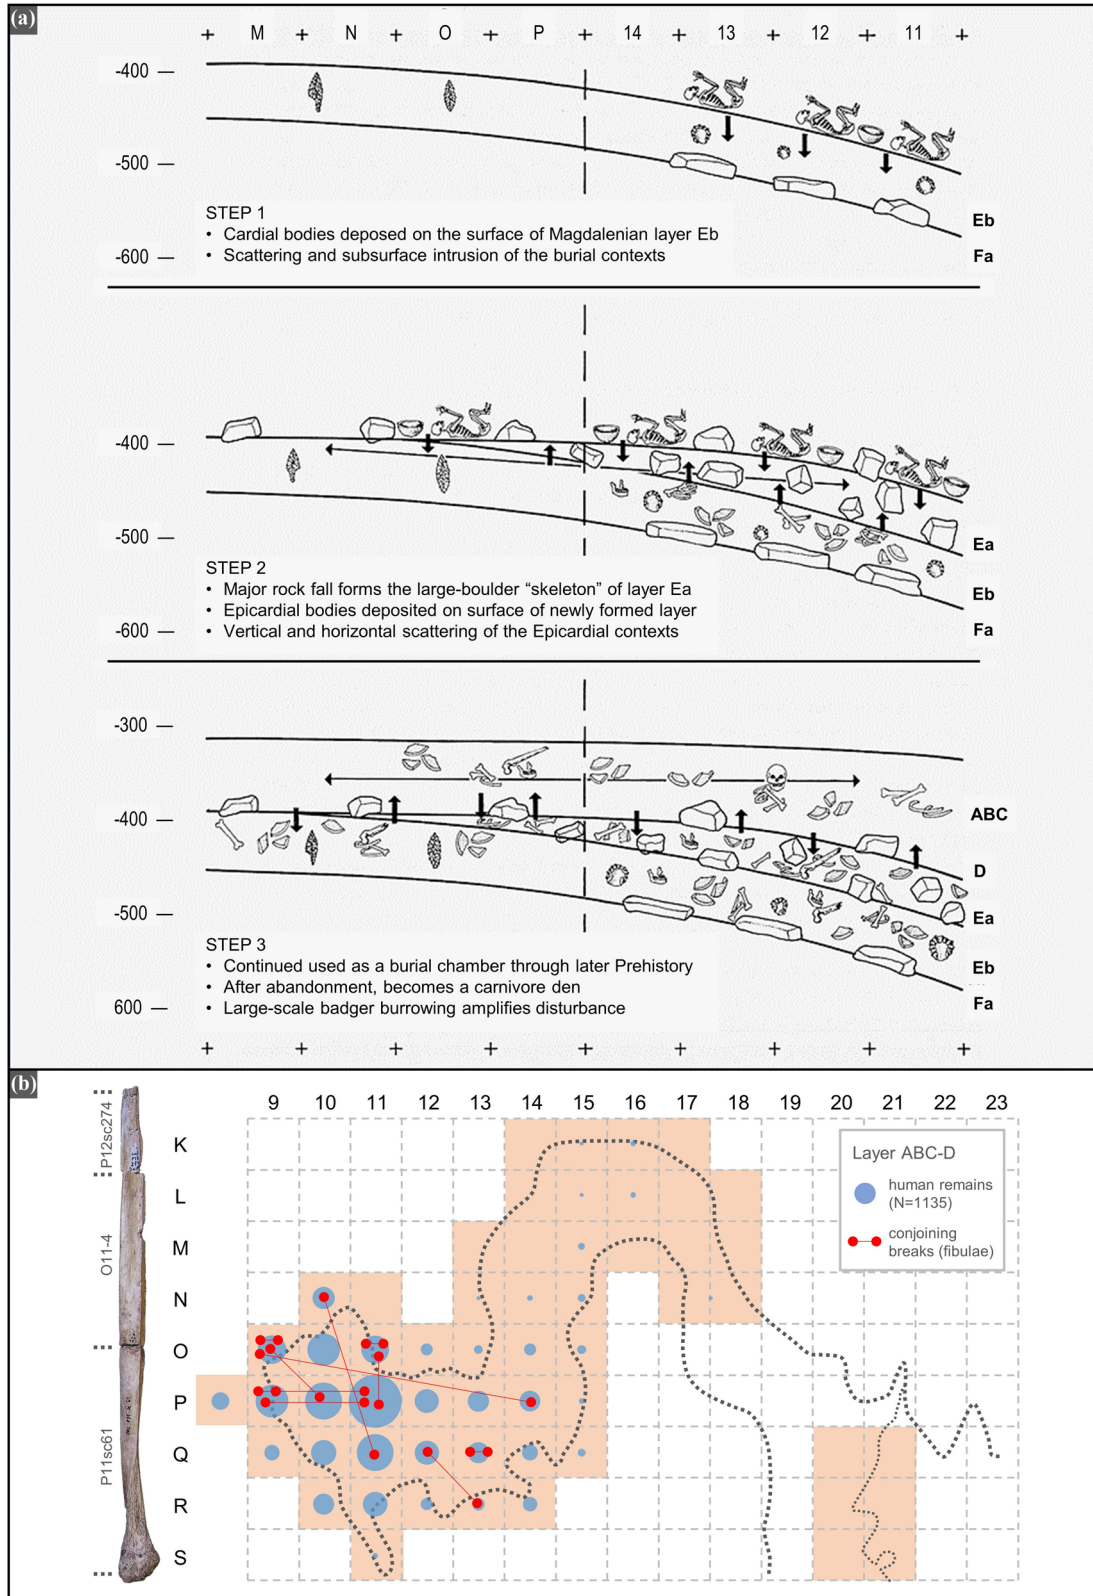 (a)
+ M + N + O + P + 14 + 13 + 12 + 11 +
-400 —
-500 —
-600 —
Eb
Fa
STEP 1
• Cardial bodies deposed on the surface of Magdalenian layer Eb
• Scattering and subsurface intrusion of the burial contexts
-400 —
-500 —
-600 —
Ea
Eb
Fa
STEP 2
• Major rock fall forms the large-boulder “skeleton” of layer Ea
• Epicardial bodies deposited on surface of newly formed layer
• Vertical and horizontal scattering of the Epicardial contexts
-300 —
-400 —
-500 —
600 —
ABC
D
Ea
Eb
Fa
STEP 3
• Continued used as a burial chamber through later Prehistory
• After abandonment, becomes a carnivore den
• Large-scale badger burrowing amplifies disturbance
+ + + + + + + + +
(b)
P12sc274
O11-4
P11sc61
9 10 11 12 13 14 15 16 17 18 19 20 21 22 23
K
L
M
N
O
P
Q
R
S
Layer ABC-D
human remains
(N=1135)
conjoining
breaks (fibulae)